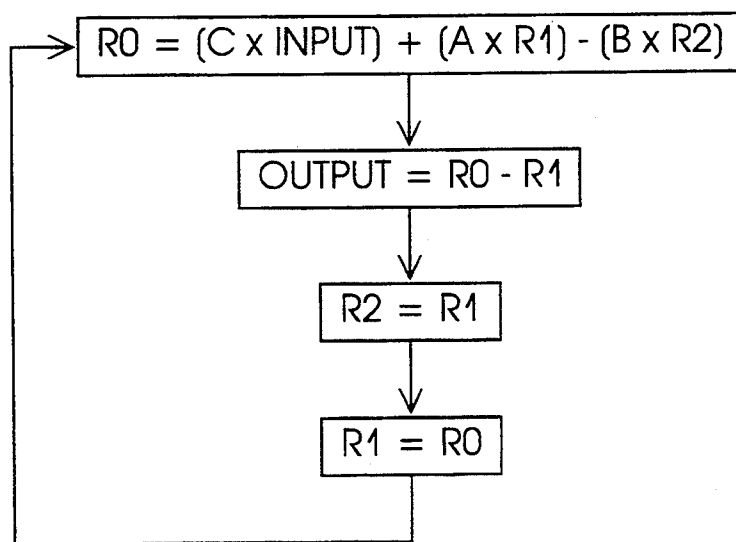 R0 = (C x INPUT) + (A x R1) - (B x R2)
OUTPUT = R0 - R1
R2 = R1
R1 = R0